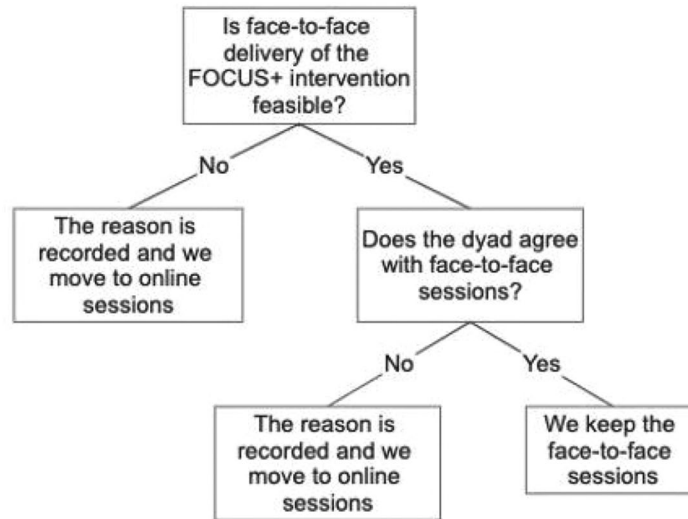 Is face-to-face
delivery of the
FOCUS+ intervention
feasible?
No
Yes
The reason is
recorded and we
move to online
sessions
Does the dyad agree
with face-to-face
sessions?
No
Yes
The reason is
recorded and we
move to online
sessions
We keep the
face-to-face
sessions